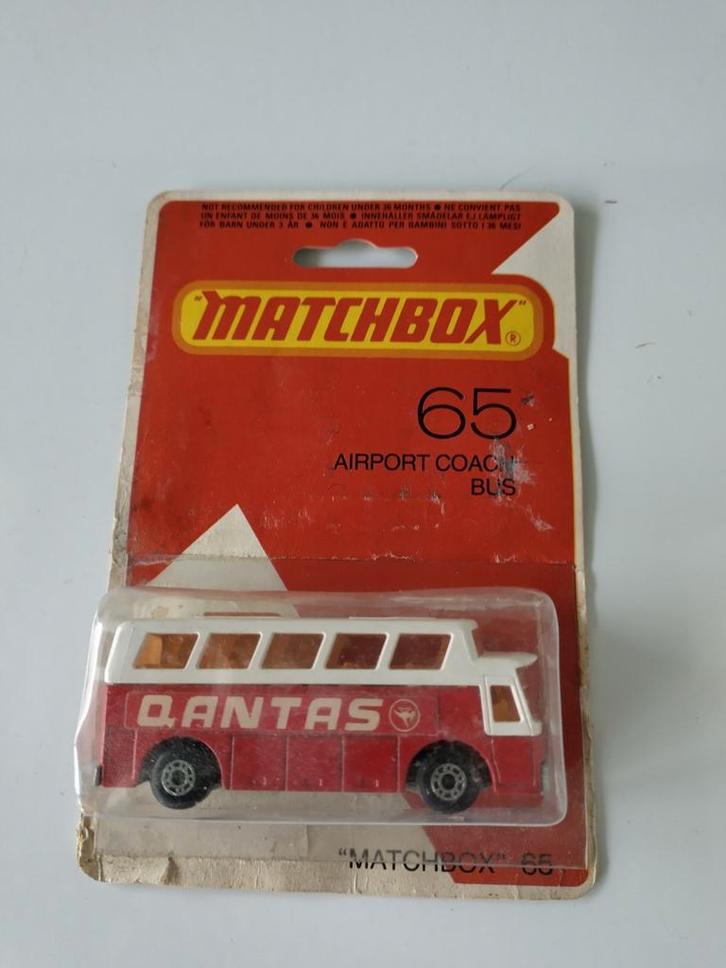 NOT RECOMMENDED FOR CHILDREN UNDER 36 MONTHS ● NE CONVIENT PAS
UN ENFANT DE MOINS DE 36 MOIS ● INNEHÅLLER SMÅDELAR EJ LÄMPLIGT
FÖR BARN UNDER 3 ÅR ● NON E ADATTO PER BAMBINI SOTTO I 36 MESI
"MATCHBOX"®
65
AIRPORT COACH
BUS
QANTAS
"MATCHBOX" 65